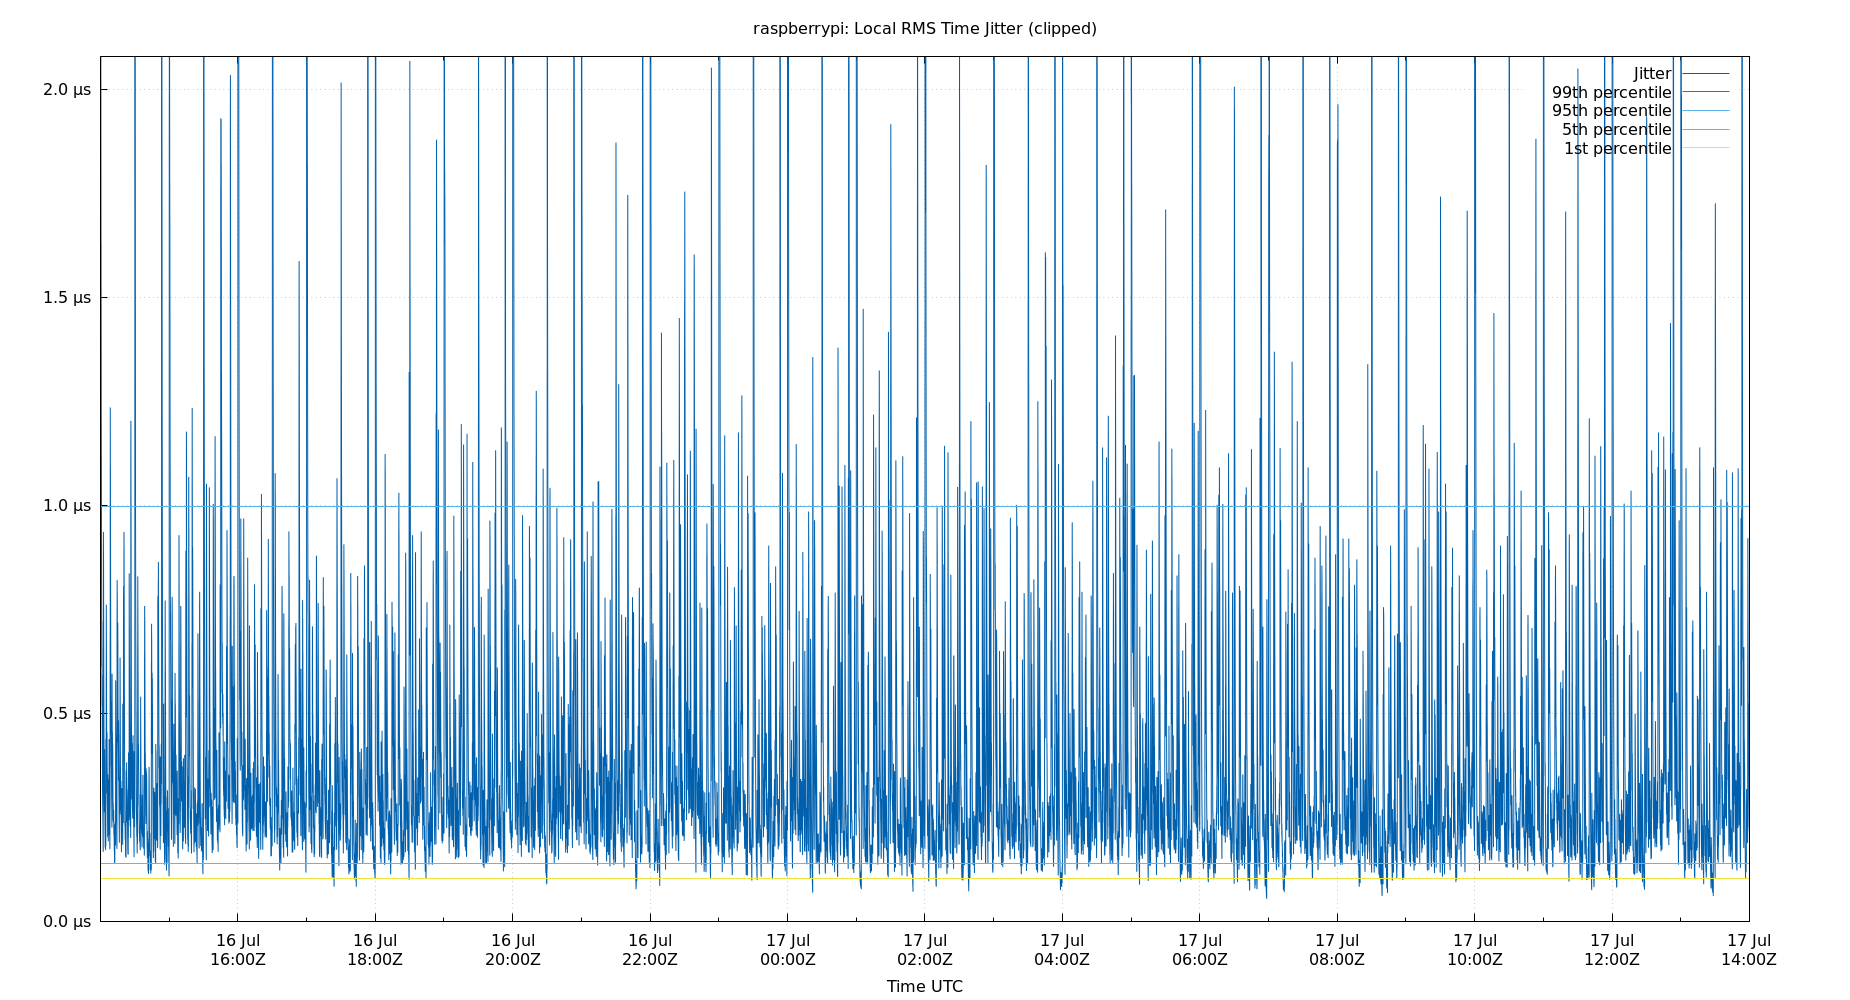 raspberrypi: Local RMS Time Jitter (clipped)
2.0 µs
1.5 µs
1.0 µs
0.5 µs
0.0 µs
Jitter
99th percentile
95th percentile
5th percentile
1st percentile
16 Jul 16 Jul 16 Jul 16 Jul 17 Jul 17 Jul 17 Jul 17 Jul 17 Jul 17 Jul 17 Jul 17 Jul
16:00Z 18:00Z 20:00Z 22:00Z 00:00Z 02:00Z 04:00Z 06:00Z 08:00Z 10:00Z 12:00Z 14:00Z
Time UTC